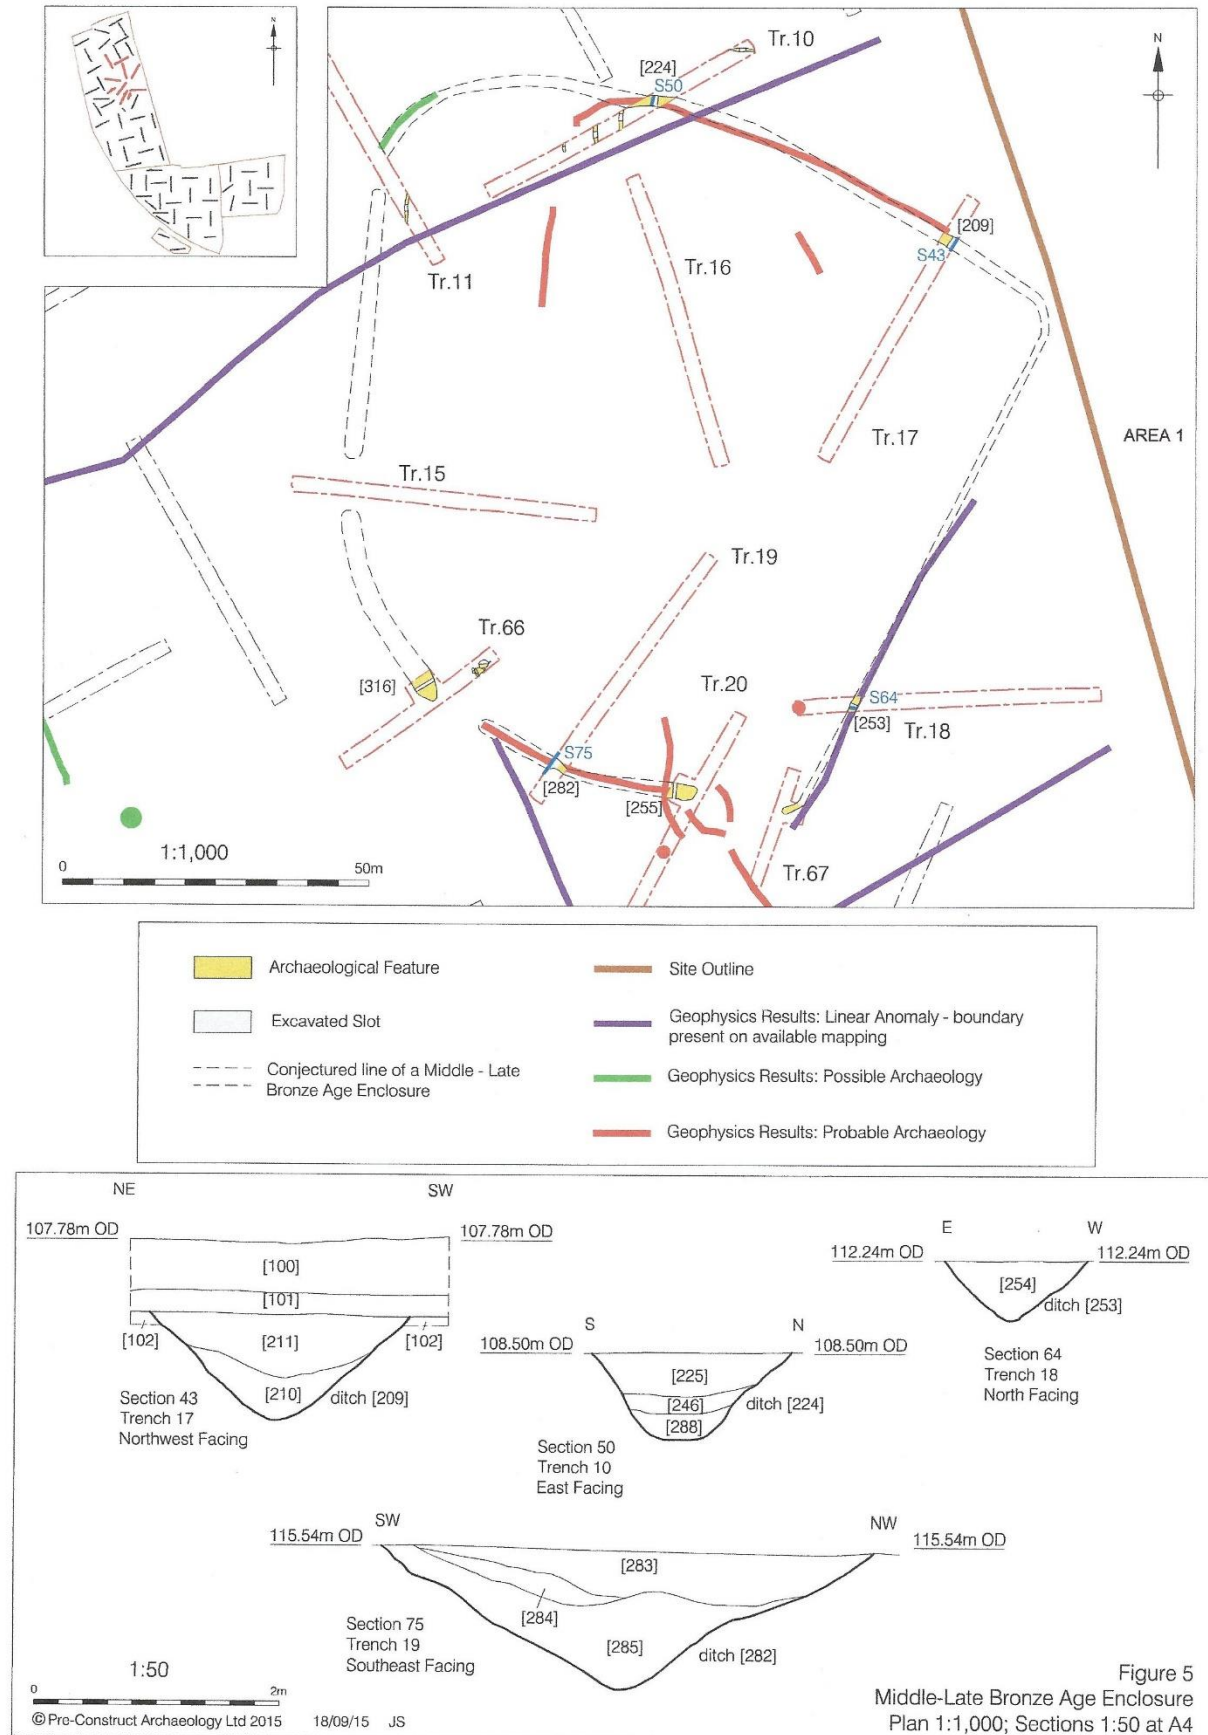 N
N
Tr.10
[224]
S50
[209]
S43
Tr.11
Tr.16
Tr.17
AREA 1
Tr.15
Tr.19
Tr.66
[316]
Tr.20
S64
[253]
Tr.18
S75
[282]
[255]
Tr.67
1:1,000
0 50m
Archaeological Feature
Excavated Slot
Conjectured line of a Middle - Late
Bronze Age Enclosure
Site Outline
Geophysics Results: Linear Anomaly - boundary
present on available mapping
Geophysics Results: Possible Archaeology
Geophysics Results: Probable Archaeology
NE SW
107.78m OD 107.78m OD
[100]
[101]
[102] [211] [102]
[210] ditch [209]
Section 43
Trench 17
Northwest Facing
S N
108.50m OD 108.50m OD
[225]
[246] ditch [224]
[288]
Section 50
Trench 10
East Facing
E W
112.24m OD 112.24m OD
[254]
ditch [253]
Section 64
Trench 18
North Facing
SW NW
115.54m OD 115.54m OD
[283]
[284]
[285] ditch [282]
Section 75
Trench 19
Southeast Facing
1:50
0 2m
© Pre-Construct Archaeology Ltd 2015 18/09/15 JS
Figure 5
Middle-Late Bronze Age Enclosure
Plan 1:1,000; Sections 1:50 at A4